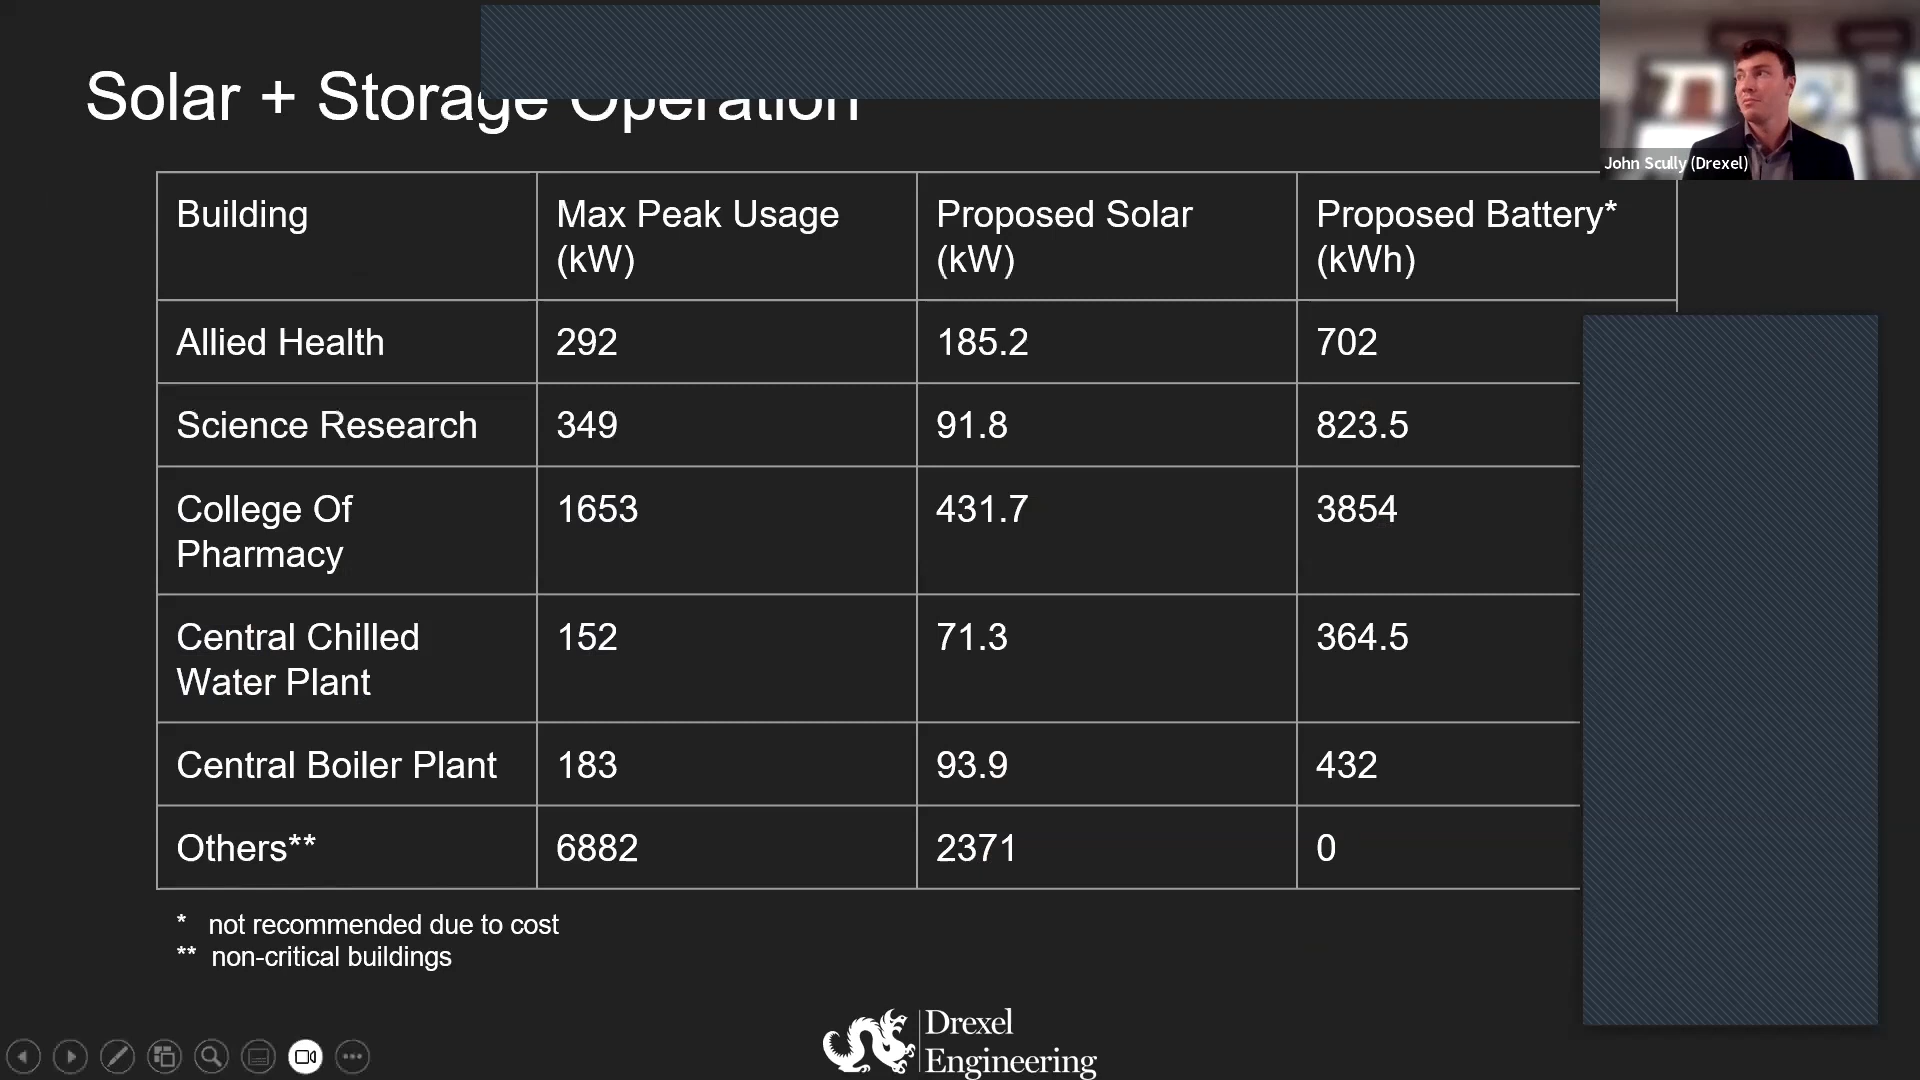 Solar + Storage Operation
John Scully (Drexel)
Building
Max Peak Usage
(kW)
Proposed Solar
(kW)
Proposed Battery*
(kWh)
Allied Health
292
185.2
702
Science Research
349
91.8
823.5
College Of
Pharmacy
1653
431.7
3854
Central Chilled
Water Plant
152
71.3
364.5
Central Boiler Plant
183
93.9
432
Others**
6882
2371
0
* not recommended due to cost
** non-critical buildings
Drexel
Engineering